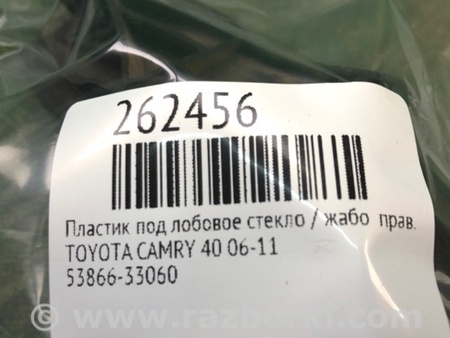 262456
Пластик под лобовое стекло / жабо прав.
TOYOTA CAMRY 40 06-11
53866-33060
© www.razborki.com